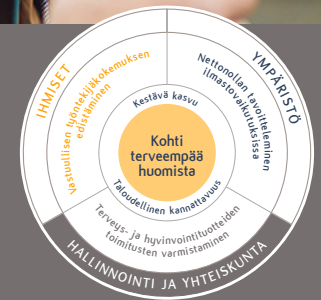 IHMISET
Vastuullisen työntekijäkokemuksen
edistäminen
YMPÄRISTÖ
Nettonollan tavoitteleminen
ilmastovaikutuksissa
Kestävä kasvu
Kohti
terveempää
huomista
Taloudellinen kannattavuus
Terveys- ja hyvinvointituotteiden
toimitusten varmistaminen
HALLINNOINTI JA YHTEISKUNTA